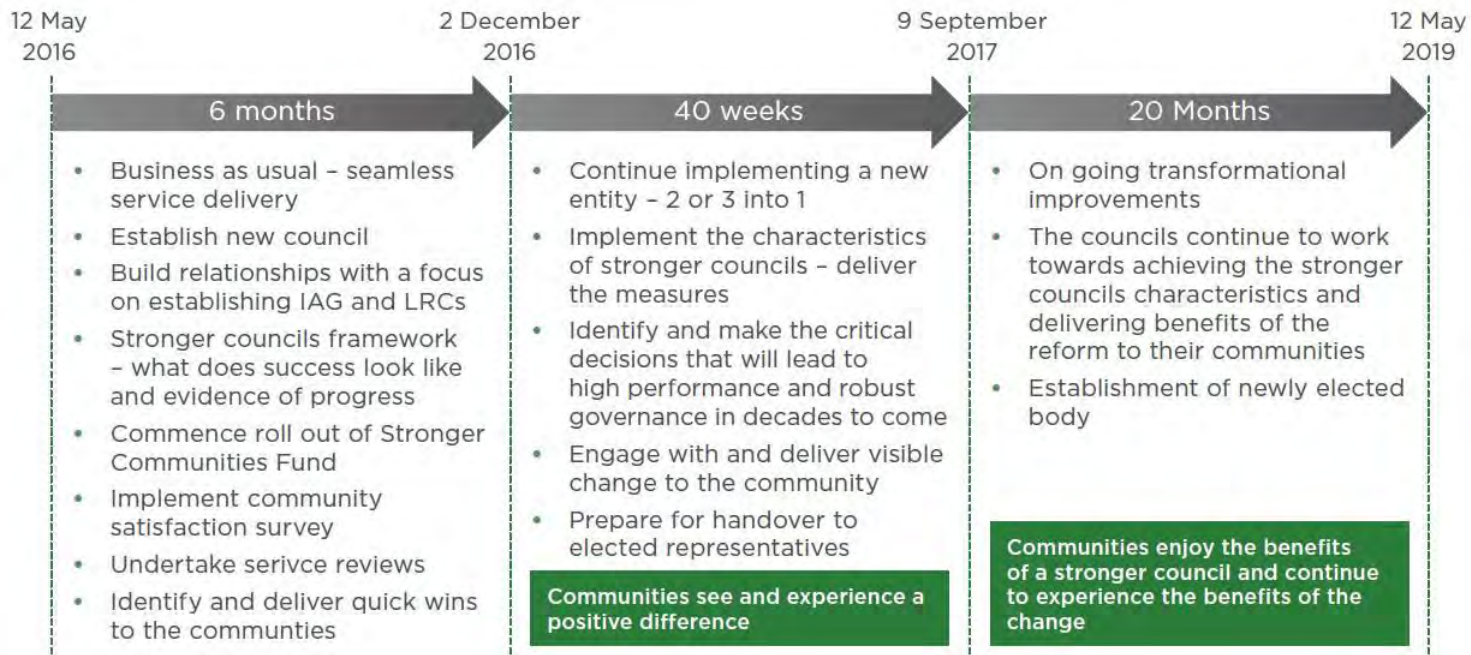 12 May
2016
2 December
2016
9 September
2017
12 May
2019
6 months
40 weeks
20 Months
• Business as usual – seamless
service delivery
• Establish new council
• Build relationships with a focus
on establishing IAG and LRCs
• Stronger councils framework
– what does success look like
and evidence of progress
• Commence roll out of Stronger
Communities Fund
• Implement community
satisfaction survey
• Undertake serivce reviews
• Identify and deliver quick wins
to the communties
• Continue implementing a new
entity – 2 or 3 into 1
• Implement the characteristics
of stronger councils – deliver
the measures
• Identify and make the critical
decisions that will lead to
high performance and robust
governance in decades to come
• Engage with and deliver visible
change to the community
• Prepare for handover to
elected representatives
Communities see and experience a
positive difference
• On going transformational
improvements
• The councils continue to work
towards achieving the stronger
councils characteristics and
delivering benefits of the
reform to their communities
• Establishment of newly elected
body
Communities enjoy the benefits
of a stronger council and continue
to experience the benefits of the
change